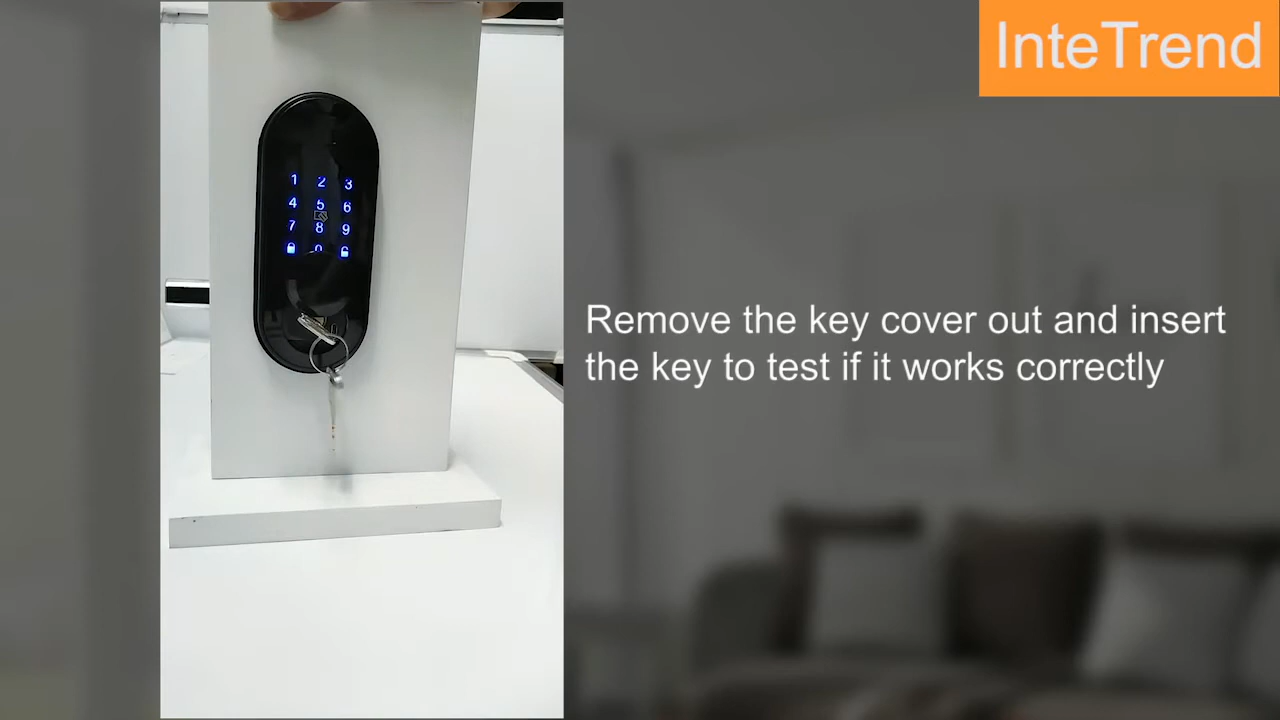 InteTrend
1 2 3
4 5 6
7 8 9
0
Remove the key cover out and insert
the key to test if it works correctly